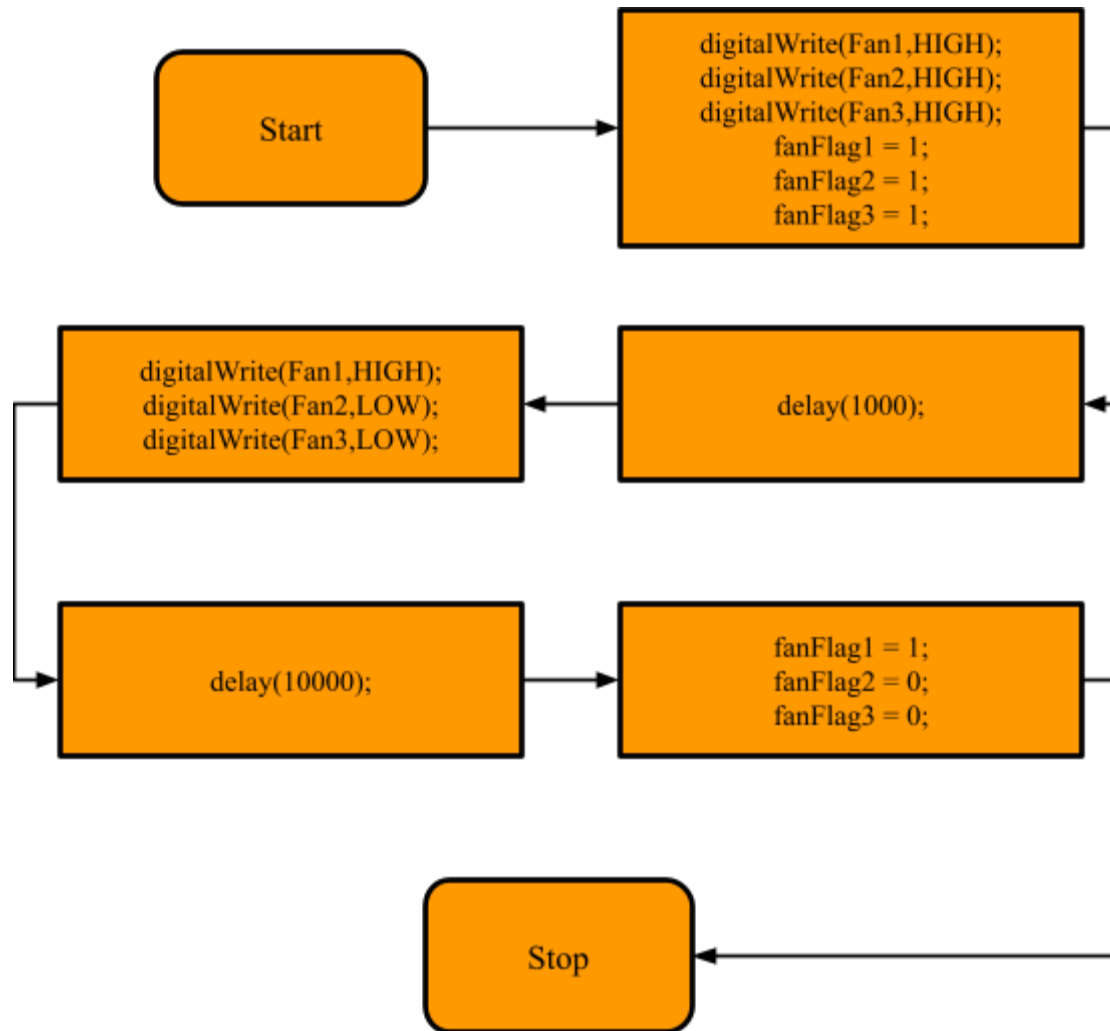 Start
digitalWrite(Fan1,HIGH);
digitalWrite(Fan2,HIGH);
digitalWrite(Fan3,HIGH);
fanFlag1 = 1;
fanFlag2 = 1;
fanFlag3 = 1;
delay(1000);
digitalWrite(Fan1,HIGH);
digitalWrite(Fan2,LOW);
digitalWrite(Fan3,LOW);
delay(10000);
fanFlag1 = 1;
fanFlag2 = 0;
fanFlag3 = 0;
Stop